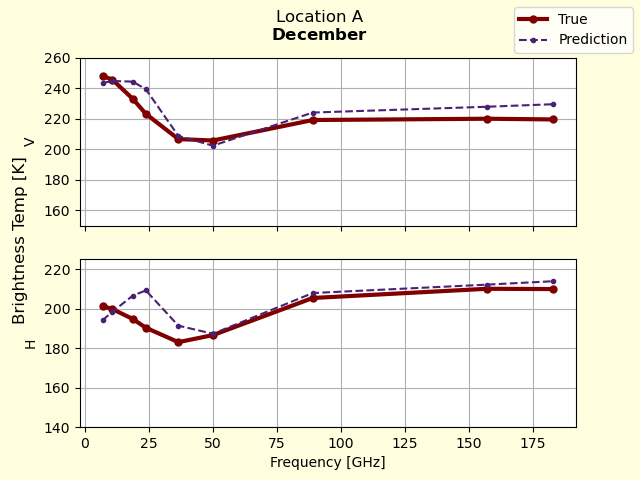 Location A
December
True
Prediction
260
240
220
200
180
160
V
Brightness Temp [K]
220
200
180
160
140
H
0 25 50 75 100 125 150 175
Frequency [GHz]